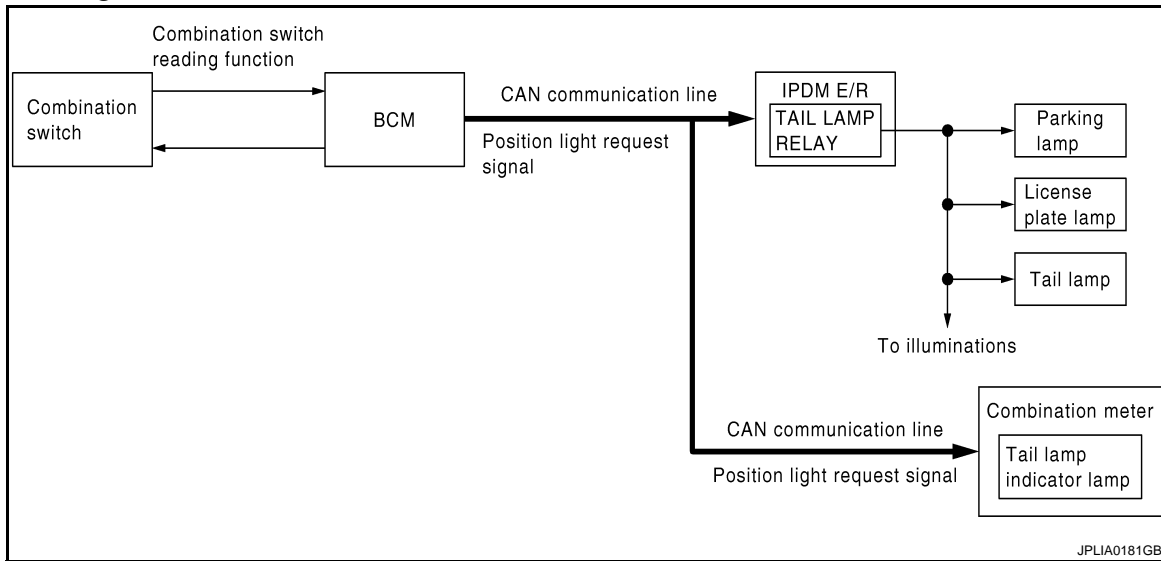 Combination switch
reading function
Combination
switch
BCM
CAN communication line
Position light request
signal
IPDM E/R
TAIL LAMP
RELAY
Parking
lamp
License
plate lamp
Tail lamp
To illuminations
CAN communication line
Position light request signal
Combination meter
Tail lamp
indicator lamp
JPLIA0181GB